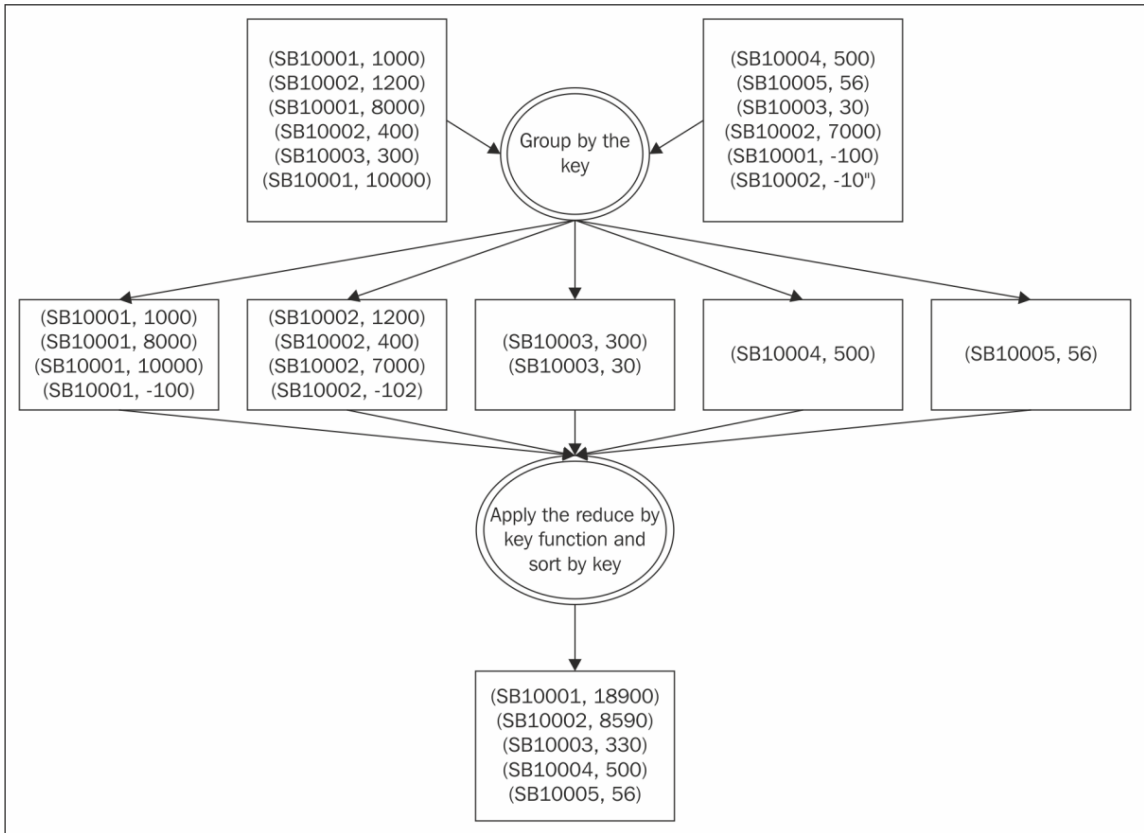 (SB10001, 1000)
(SB10002, 1200)
(SB10001, 8000)
(SB10002, 400)
(SB10003, 300)
(SB10001, 10000)
(SB10004, 500)
(SB10005, 56)
(SB10003, 30)
(SB10002, 7000)
(SB10001, -100)
(SB10002, -10")
Group by the
key
(SB10001, 1000)
(SB10001, 8000)
(SB10001, 10000)
(SB10001, -100)
(SB10002, 1200)
(SB10002, 400)
(SB10002, 7000)
(SB10002, -102)
(SB10003, 300)
(SB10003, 30)
(SB10004, 500)
(SB10005, 56)
Apply the reduce by
key function and
sort by key
(SB10001, 18900)
(SB10002, 8590)
(SB10003, 330)
(SB10004, 500)
(SB10005, 56)